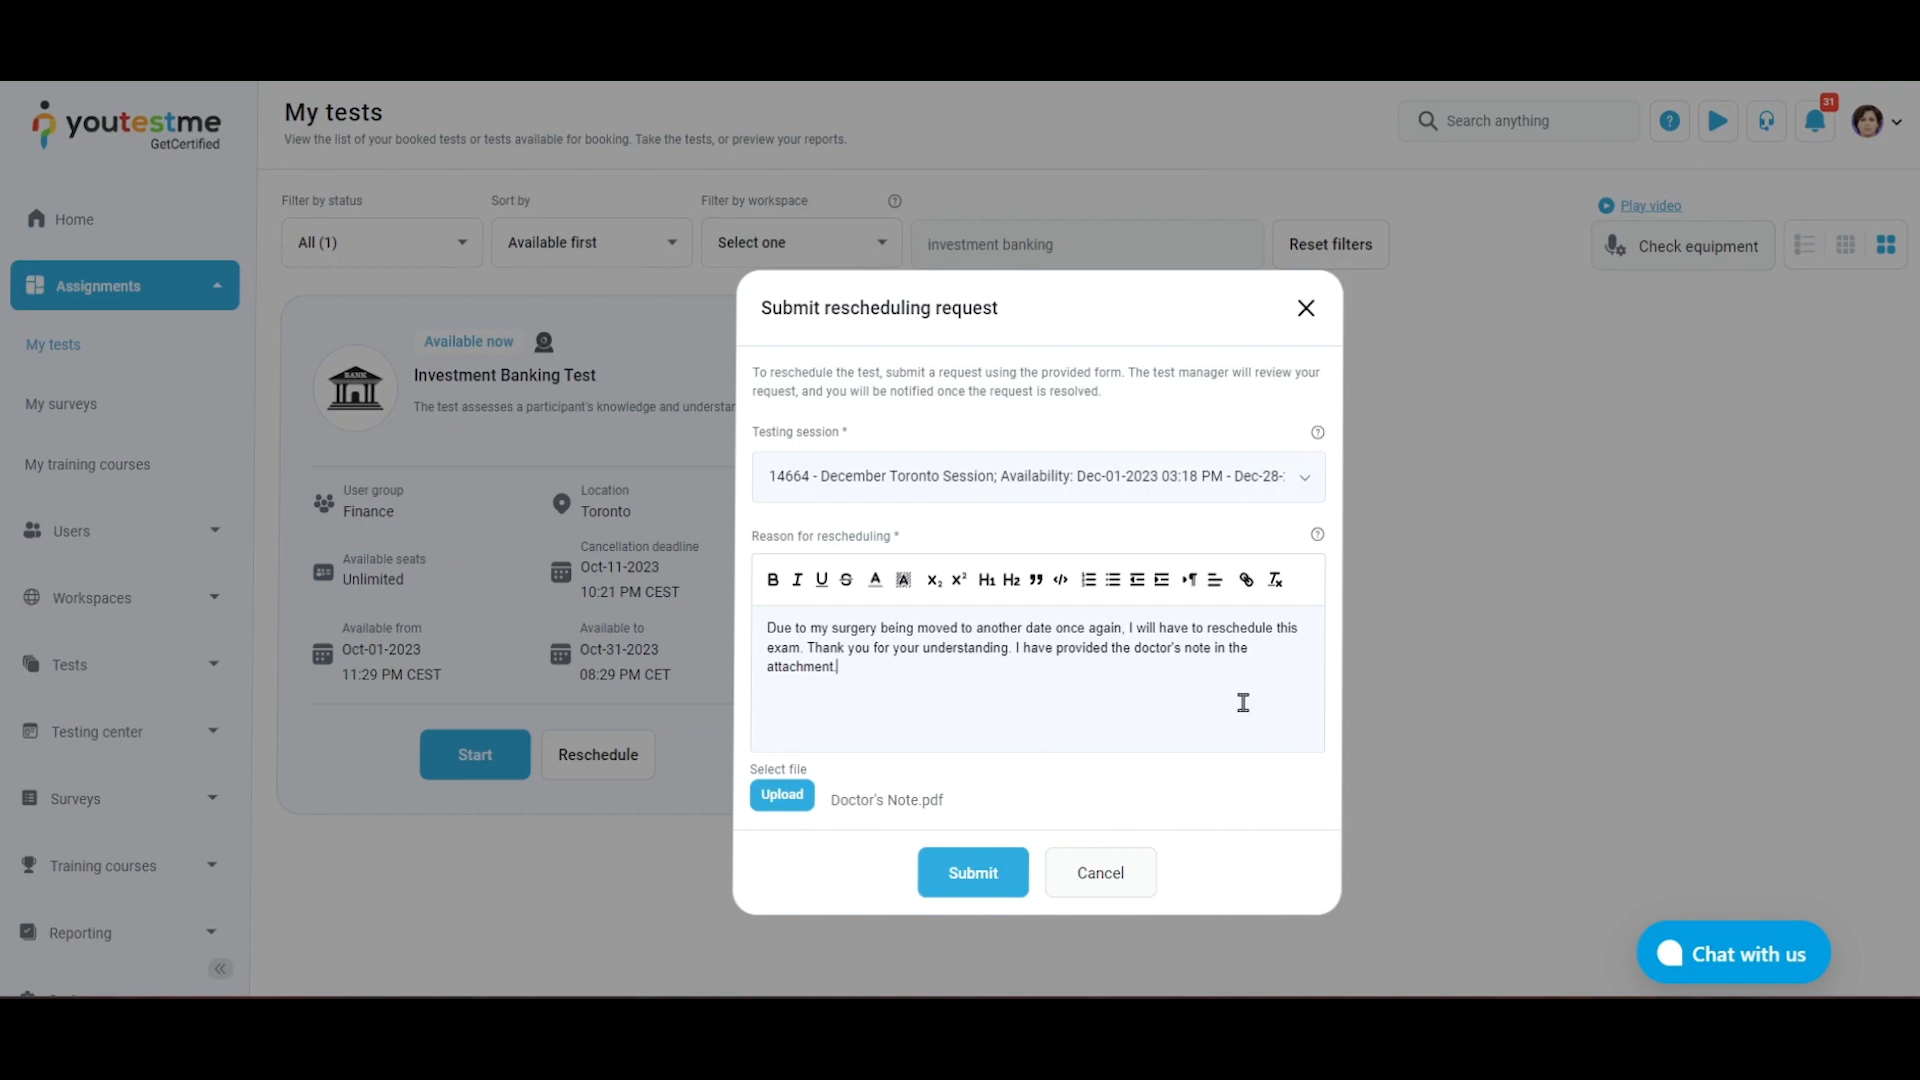 youtestme
GetCertified
Home
Assignments
My tests
My surveys
My training courses
Users
Workspaces
Tests
Testing center
Surveys
Training courses
Reporting
My tests
View the list of your booked tests or tests available for booking. Take the tests, or preview your reports.
Search anything
31
Filter by status
All (1)
Sort by
Available first
Filter by workspace
Select one
investment banking
Reset filters
Play video
Check equipment
Available now
BANK
Investment Banking Test
The test assesses a participant's knowledge and understan
User group
Finance
Location
Toronto
Available seats
Unlimited
Cancellation deadline
Oct-11-2023
10:21 PM CEST
Available from
Oct-01-2023
11:29 PM CEST
Available to
Oct-31-2023
08:29 PM CET
Start
Reschedule
Submit rescheduling request
To reschedule the test, submit a request using the provided form. The test manager will review your
request, and you will be notified once the request is resolved.
Testing session *
14664 - December Toronto Session; Availability: Dec-01-2023 03:18 PM - Dec-28-
Reason for rescheduling *
Due to my surgery being moved to another date once again, I will have to reschedule this
exam. Thank you for your understanding. I have provided the doctor's note in the
attachment.
Select file
Upload
Doctor's Note.pdf
Submit
Cancel
Chat with us